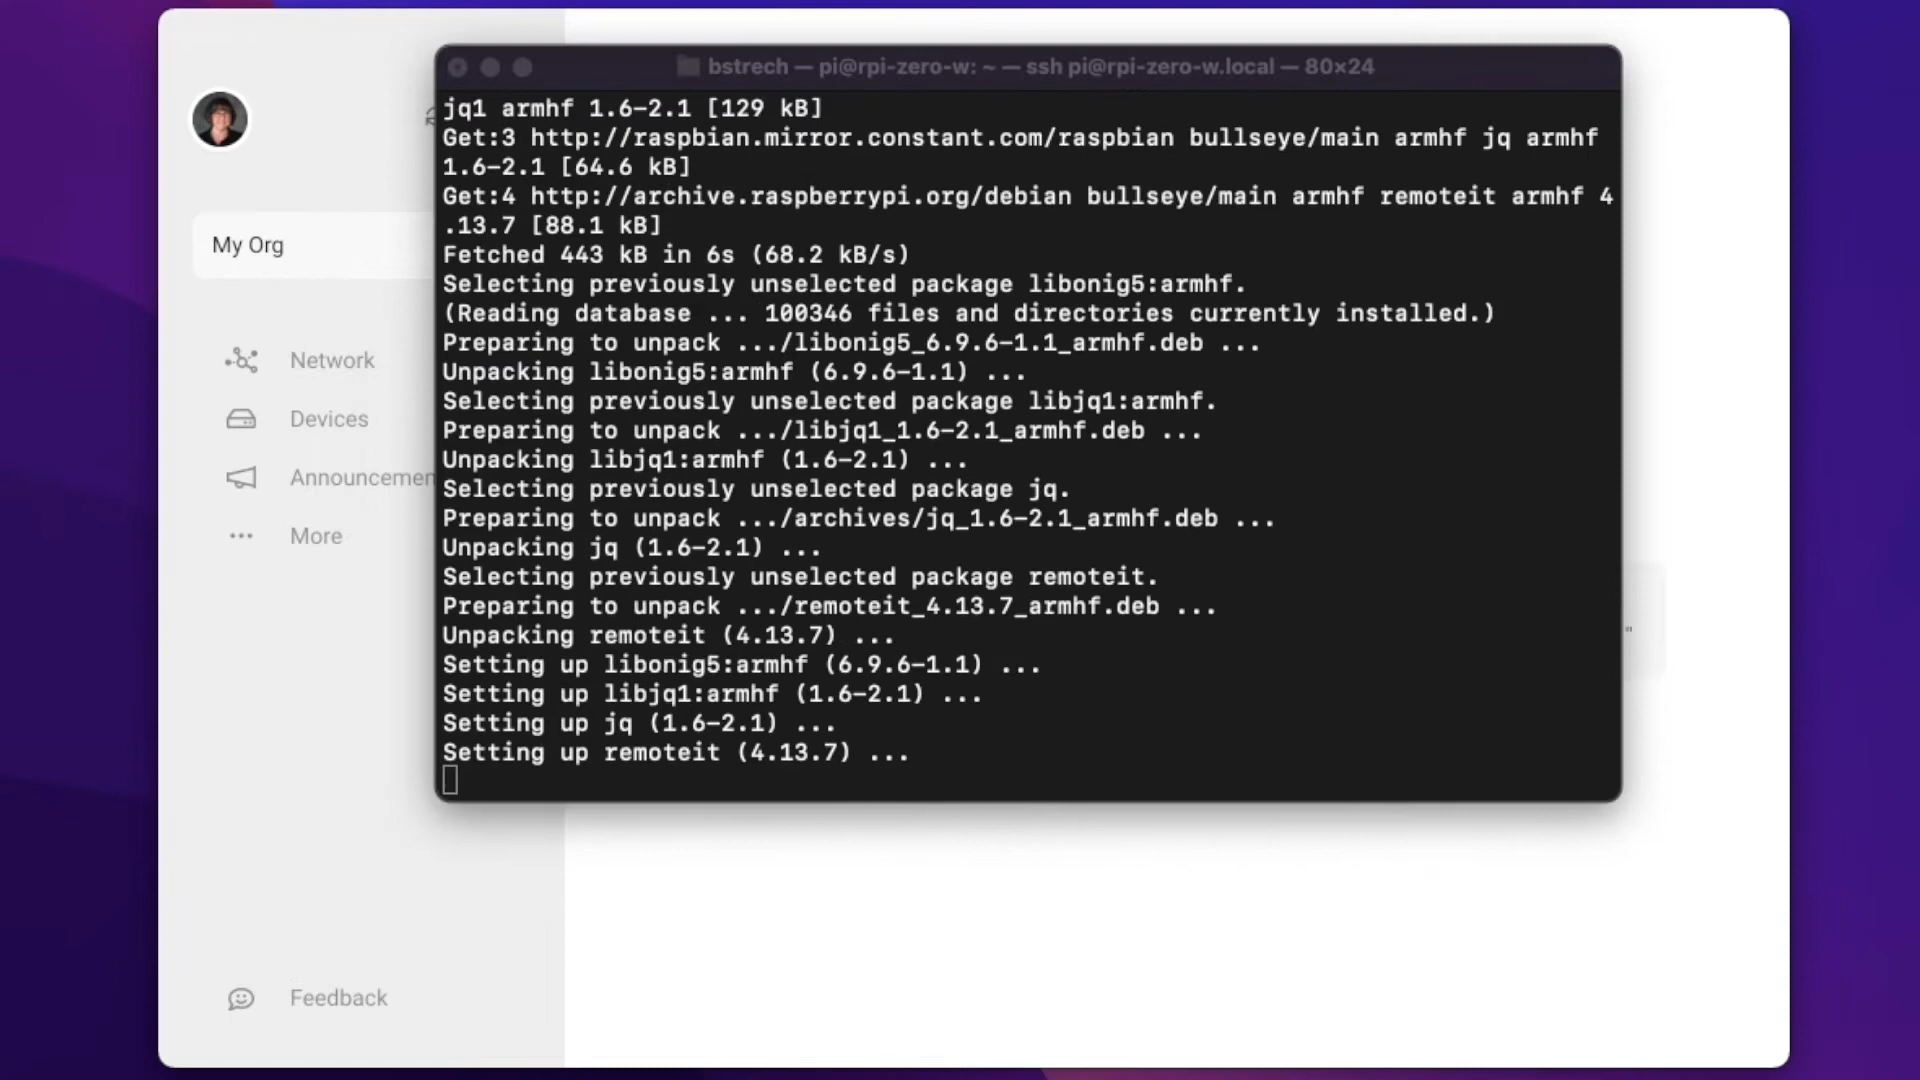 bstrech — pi@rpi-zero-w: ~ — ssh pi@rpi-zero-w.local — 80×24
jq1 armhf 1.6-2.1 [129 kB]
Get:3 http://raspbian.mirror.constant.com/raspbian bullseye/main armhf jq armhf
1.6-2.1 [64.6 kB]
Get:4 http://archive.raspberrypi.org/debian bullseye/main armhf remoteit armhf 4
.13.7 [88.1 kB]
Fetched 443 kB in 6s (68.2 kB/s)
Selecting previously unselected package libonig5:armhf.
(Reading database ... 100346 files and directories currently installed.)
Preparing to unpack .../libonig5_6.9.6-1.1_armhf.deb ...
Unpacking libonig5:armhf (6.9.6-1.1) ...
Selecting previously unselected package libjq1:armhf.
Preparing to unpack .../libjq1_1.6-2.1_armhf.deb ...
Unpacking libjq1:armhf (1.6-2.1) ...
Selecting previously unselected package jq.
Preparing to unpack .../archives/jq_1.6-2.1_armhf.deb ...
Unpacking jq (1.6-2.1) ...
Selecting previously unselected package remoteit.
Preparing to unpack .../remoteit_4.13.7_armhf.deb ...
Unpacking remoteit (4.13.7) ...
Setting up libonig5:armhf (6.9.6-1.1) ...
Setting up libjq1:armhf (1.6-2.1) ...
Setting up jq (1.6-2.1) ...
Setting up remoteit (4.13.7) ...
My Org
Network
Devices
Announcemen
More
Feedback
"